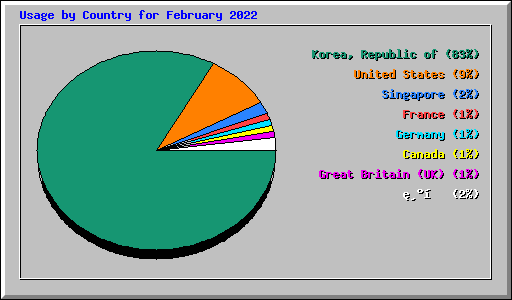 Usage by Country for February 2022
Korea, Republic of (83%)
United States (9%)
Singapore (2%)
France (1%)
Germany (1%)
Canada (1%)
Great Britain (UK) (1%)
(2%)